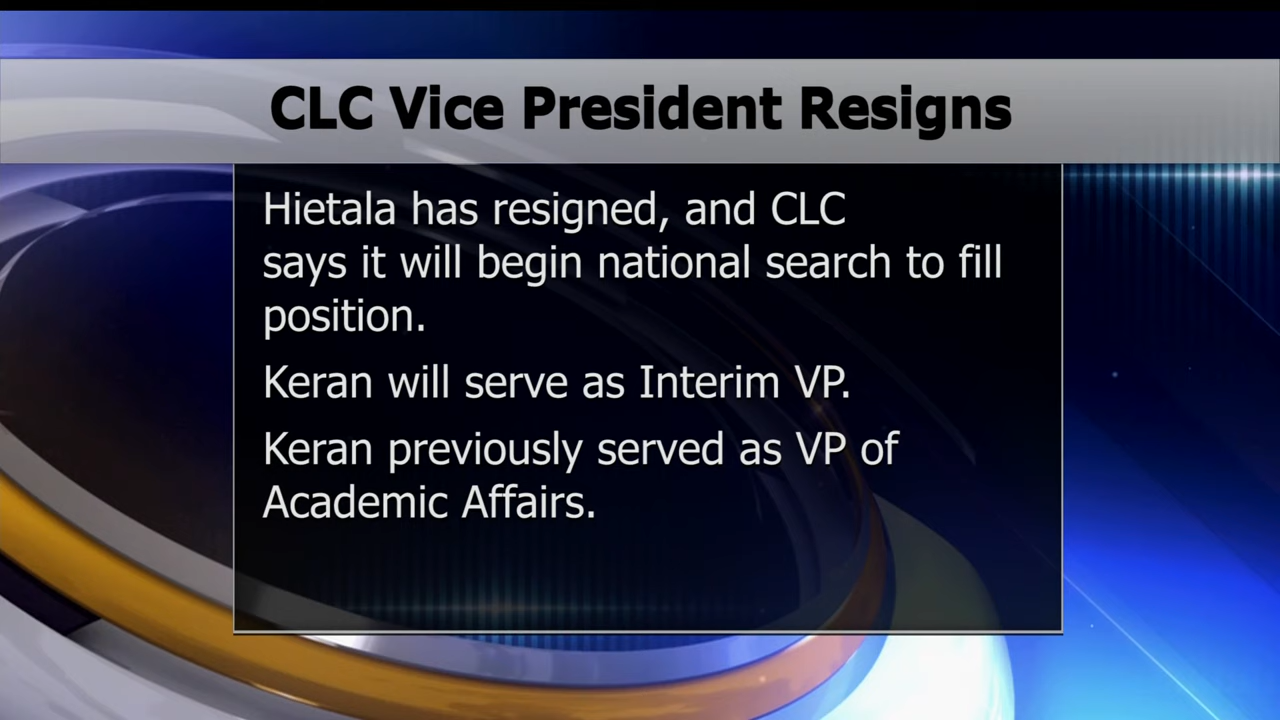 CLC Vice President Resigns
Hietala has resigned, and CLC
says it will begin national search to fill
position.
Keran will serve as Interim VP.
Keran previously served as VP of
Academic Affairs.